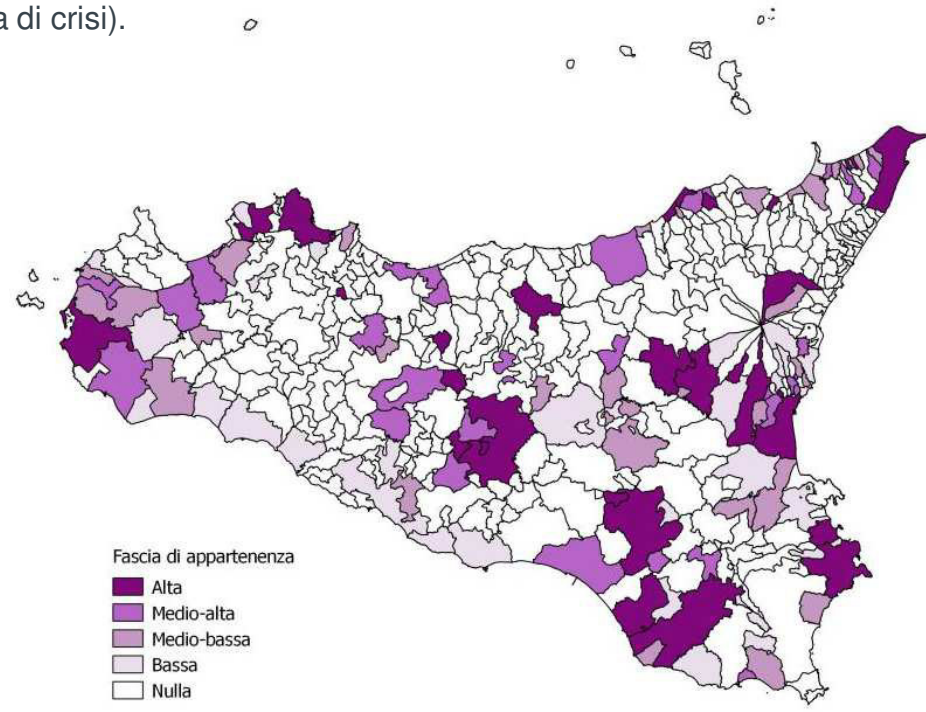 a di crisi).
Fascia di appartenenza
Alta
Medio-alta
Medio-bassa
Bassa
Nulla